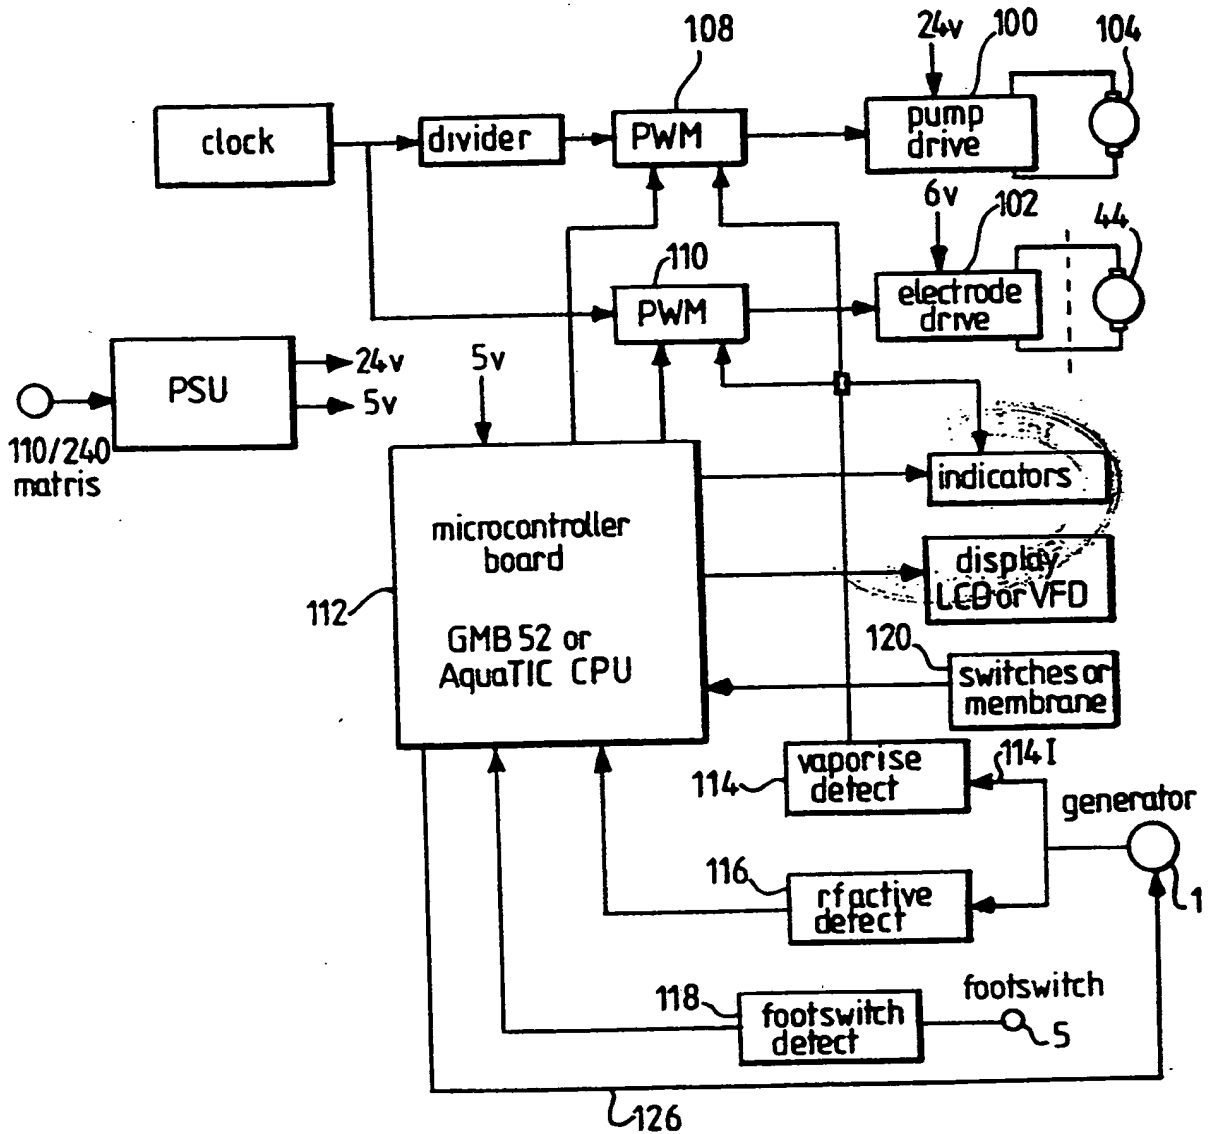 108
24v
100
104
clock
divider
PWM
pump
drive
6v
102
44
110
PWM
electrode
drive
PSU
24v
5v
5v
110/240
matris
indicators
microcontroller
board
display
LCD or VFD
112
GMB 52 or
AquaTIC CPU
120
switches or
membrane
114
vaporise
detect
114I
generator
116
rf active
detect
1
118
footswitch
detect
footswitch
5
126